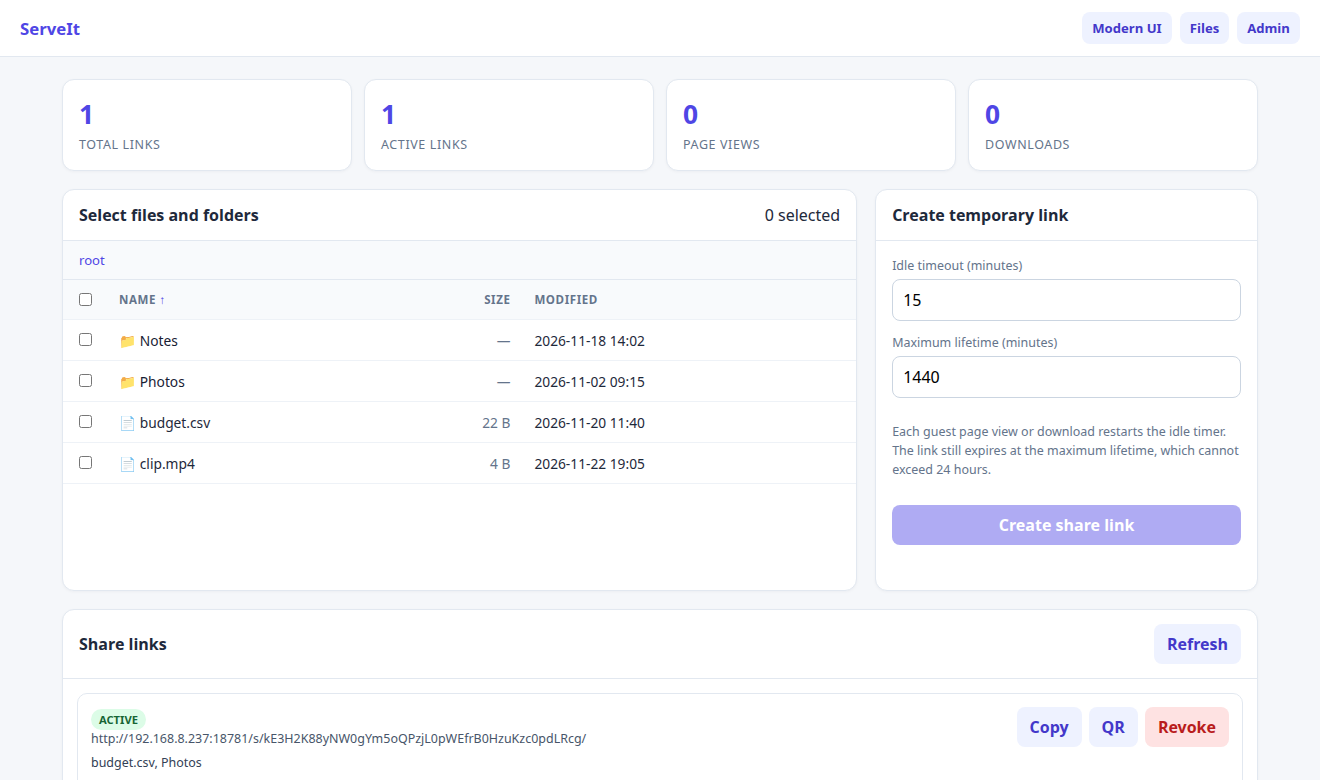 ServeIt
Modern UI
Files
Admin
1
TOTAL LINKS
1
ACTIVE LINKS
0
PAGE VIEWS
0
DOWNLOADS
Select files and folders
0 selected
root
NAME ↑ SIZE MODIFIED
Notes — 2026-11-18 14:02
Photos — 2026-11-02 09:15
budget.csv 22 B 2026-11-20 11:40
clip.mp4 4 B 2026-11-22 19:05
Create temporary link
Idle timeout (minutes)
15
Maximum lifetime (minutes)
1440
Each guest page view or download restarts the idle timer.
The link still expires at the maximum lifetime, which cannot
exceed 24 hours.
Create share link
Share links
Refresh
ACTIVE
http://192.168.8.237:18781/s/kE3H2K88yNW0gYm5oQPzjL0pWEfrB0HzuKzc0pdLRcg/
budget.csv, Photos
Copy
QR
Revoke